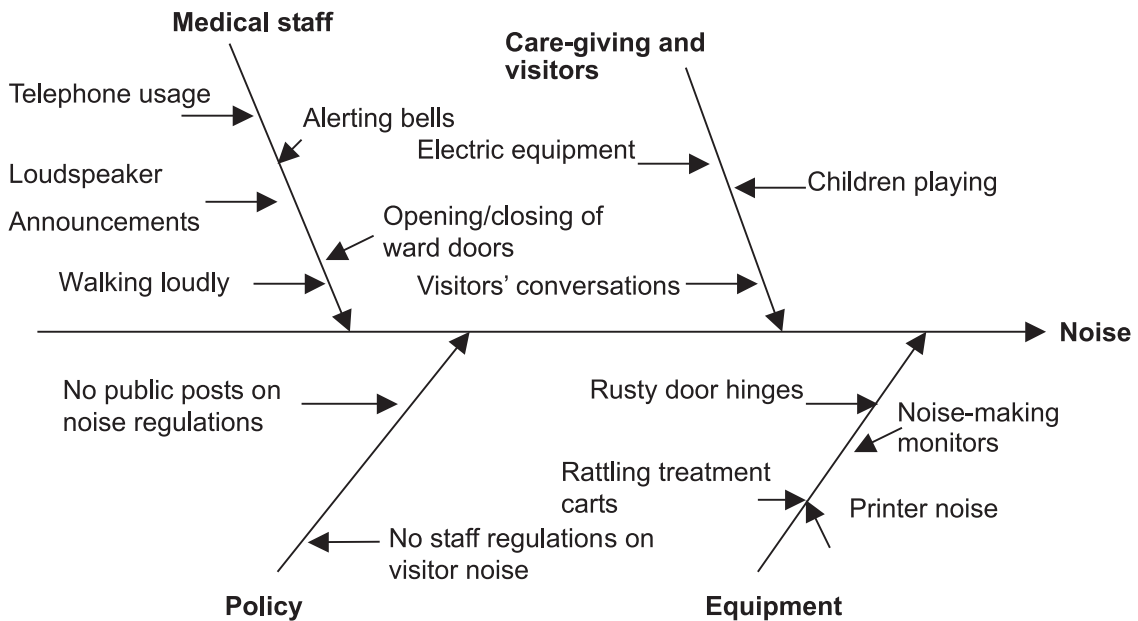 Medical staff
Telephone usage
Alerting bells
Loudspeaker
Announcements
Opening/closing of
ward doors
Walking loudly
Care-giving and
visitors
Electric equipment
Children playing
Visitors’ conversations
Noise
No public posts on
noise regulations
No staff regulations on
visitor noise
Policy
Rusty door hinges
Noise-making
monitors
Rattling treatment
carts
Printer noise
Equipment